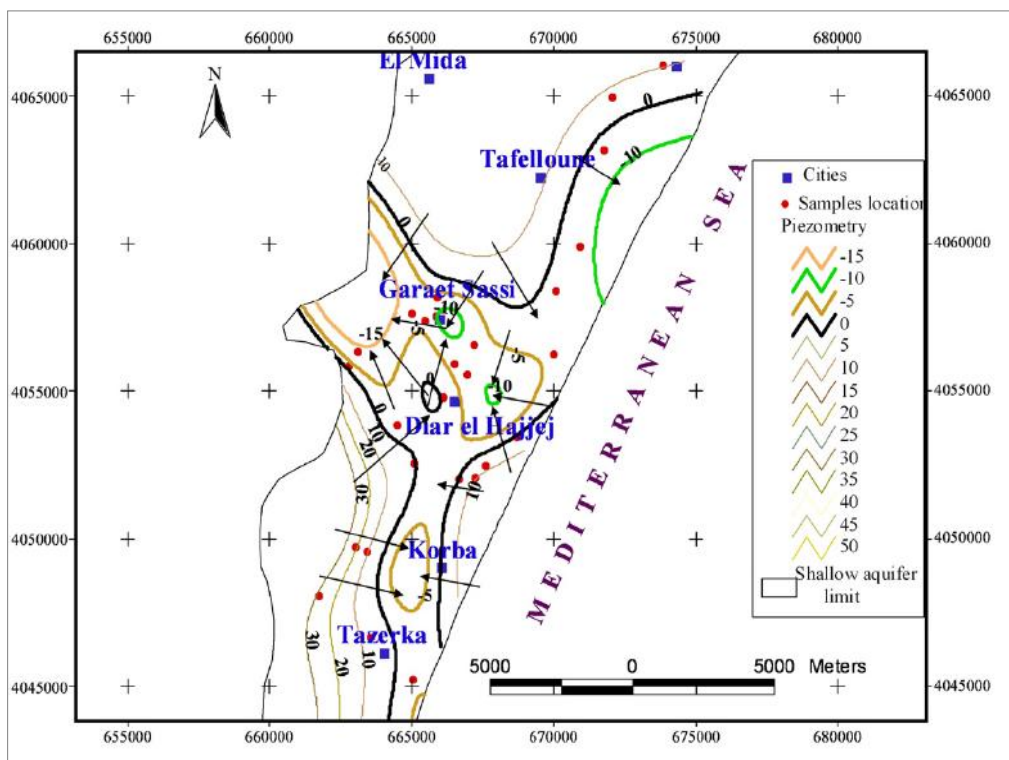 655000 660000 665000 670000 675000 680000
El Mida
N
4065000 4065000
0
Tafelloune
-10
10
Cities
Samples location
Piezometry
0
4060000 4060000
-15
-10
-5
0
5
10
15
20
25
30
35
40
45
50
Shallow aquifer
limit
Garaet Sassi
-10
-15
-5
-5
4055000 4055000
0
-10
0
Diar el Hajjej
10
20
30
10
MEDITERRANEAN SEA
4050000 4050000
Korba
-5
Tazerka
30
20
10
5000 0 5000 Meters
4045000 4045000
655000 660000 665000 670000 675000 680000